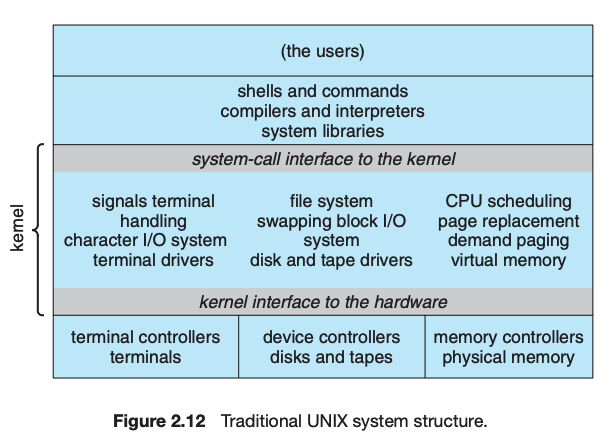 (the users)
shells and commands
compilers and interpreters
system libraries
system-call interface to the kernel
kernel
signals terminal
handling
character I/O system
terminal drivers
file system
swapping block I/O
system
disk and tape drivers
CPU scheduling
page replacement
demand paging
virtual memory
kernel interface to the hardware
terminal controllers
terminals
device controllers
disks and tapes
memory controllers
physical memory
Figure 2.12 Traditional UNIX system structure.